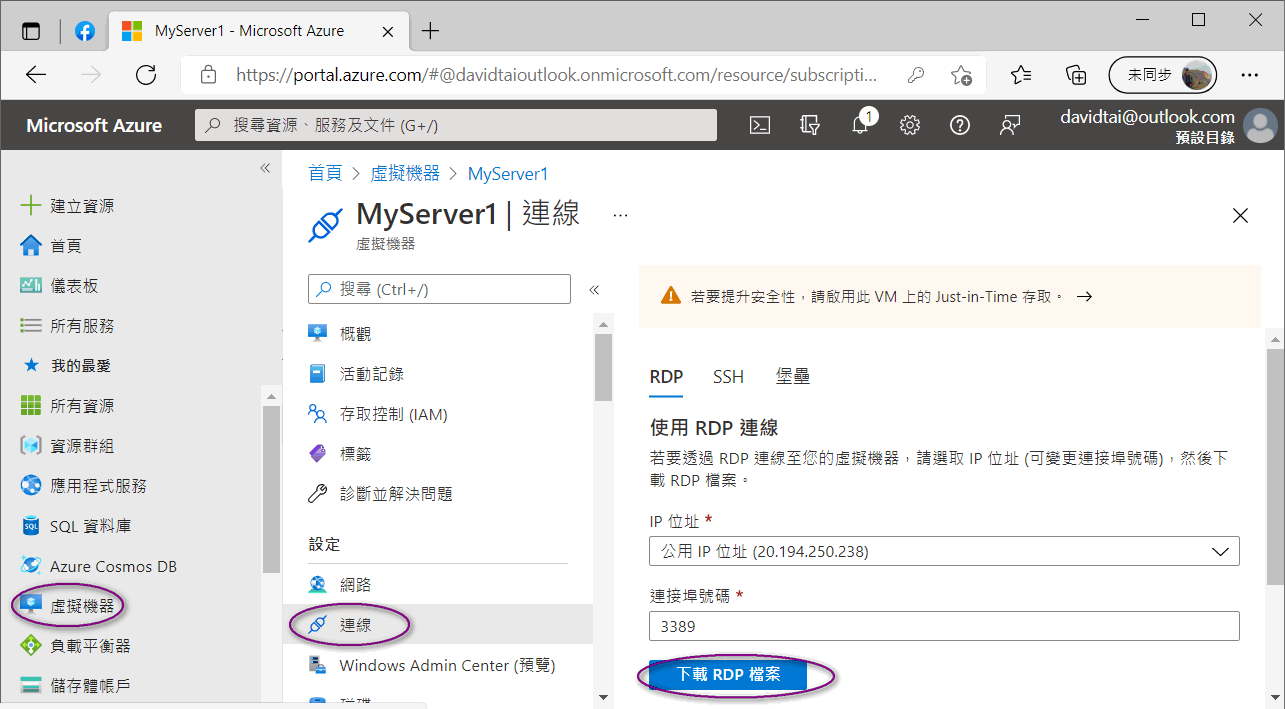 MyServer1 - Microsoft Azure
https://portal.azure.com/#@davidtaioutlook.onmicrosoft.com/resource/subscripti...
未同步
Microsoft Azure
搜尋資源、服務及文件 (G+/)
1
davidtai@outlook.com
預設目錄
建立資源
首頁
儀表板
所有服務
我的最愛
所有資源
資源群組
應用程式服務
SQL 資料庫
Azure Cosmos DB
虛擬機器
負載平衡器
儲存體帳戶
首頁 > 虛擬機器 > MyServer1
MyServer1 | 連線 ...
虛擬機器
搜尋 (Ctrl+/)
概觀
活動記錄
存取控制 (IAM)
標籤
診斷並解決問題
設定
網路
連線
Windows Admin Center (預覽)
若要提升安全性，請啟用此 VM 上的 Just-in-Time 存取。 →
RDP SSH 堡壘
使用 RDP 連線
若要透過 RDP 連線至您的虛擬機器，請選取 IP 位址 (可變更連接埠號碼)，然後下
載 RDP 檔案。
IP 位址 *
公用 IP 位址 (20.194.250.238)
連接埠號碼 *
3389
下載 RDP 檔案